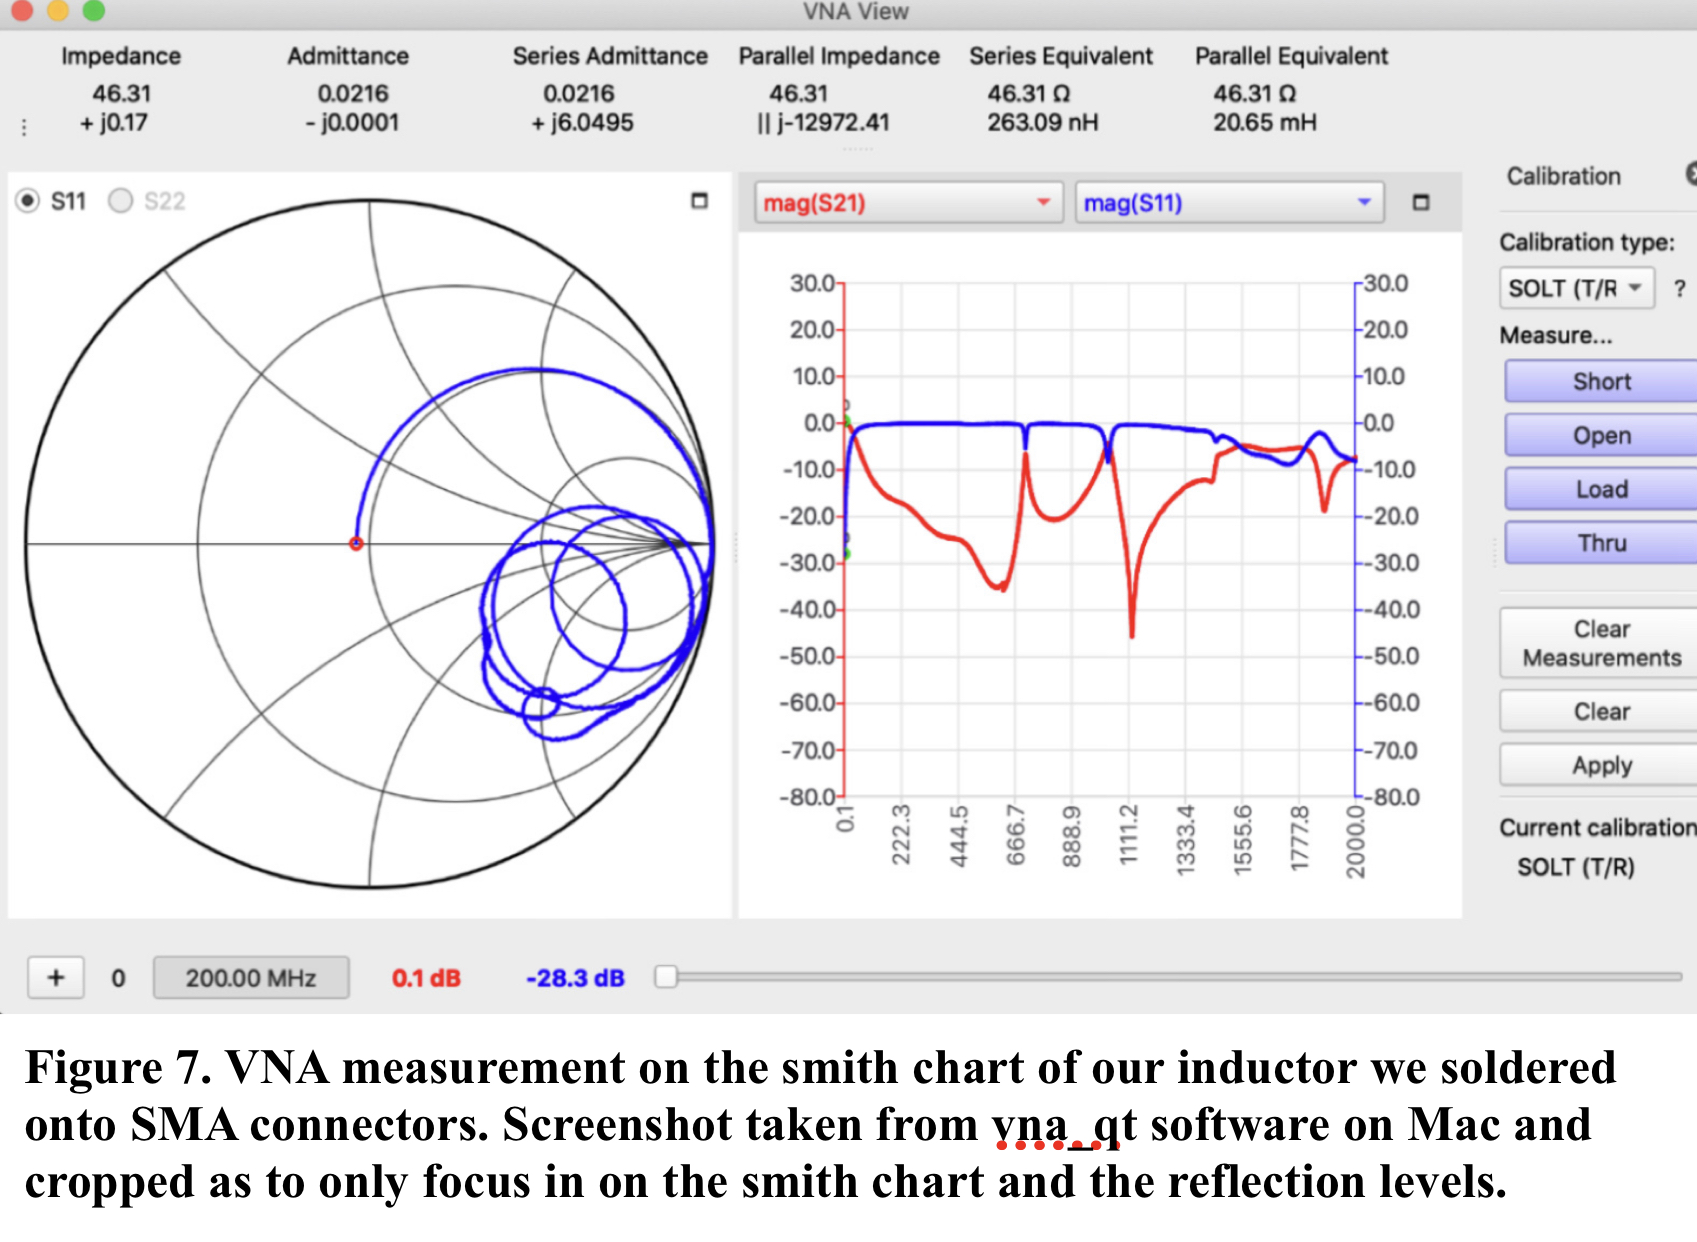 VNA View
Impedance Admittance Series Admittance Parallel Impedance Series Equivalent Parallel Equivalent
46.31 0.0216 0.0216 46.31 46.31 Ω 46.31 Ω
+ j0.17 - j0.0001 + j6.0495 || j-12972.41 263.09 nH 20.65 mH
S11 S22
mag(S21) mag(S11)
30.0 30.0
20.0 20.0
10.0 10.0
0.0 0.0
-10.0 -10.0
-20.0 -20.0
-30.0 -30.0
-40.0 -40.0
-50.0 -50.0
-60.0 -60.0
-70.0 -70.0
-80.0 -80.0
0.1 222.3 444.5 666.7 888.9 1111.2 1333.4 1555.6 1777.8 2000.0
Calibration
Calibration type:
SOLT (T/R ?
Measure...
Short
Open
Load
Thru
Clear
Measurements
Clear
Apply
Current calibration
SOLT (T/R)
+ 0 200.00 MHz 0.1 dB -28.3 dB
Figure 7. VNA measurement on the smith chart of our inductor we soldered
onto SMA connectors. Screenshot taken from vna_qt software on Mac and
cropped as to only focus in on the smith chart and the reflection levels.